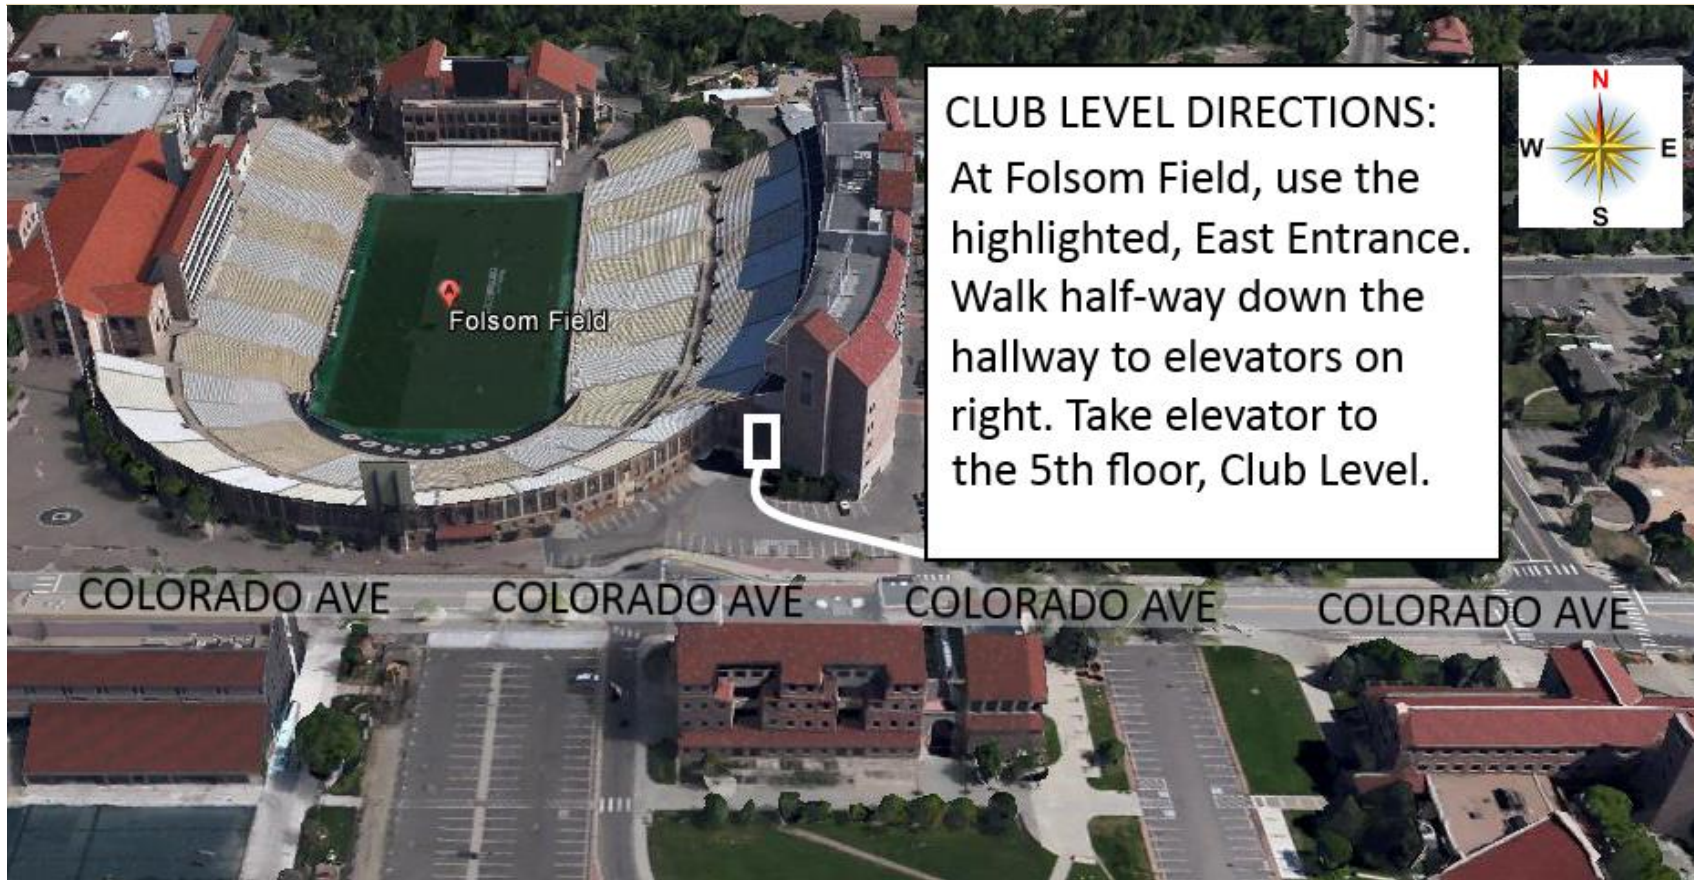 CLUB LEVEL DIRECTIONS:
At Folsom Field, use the
highlighted, East Entrance.
Walk half-way down the
hallway to elevators on
right. Take elevator to
the 5th floor, Club Level.
N
W E
S
A
Folsom Field
COLORADO
COLORADO AVE COLORADO AVE COLORADO AVE COLORADO AVE